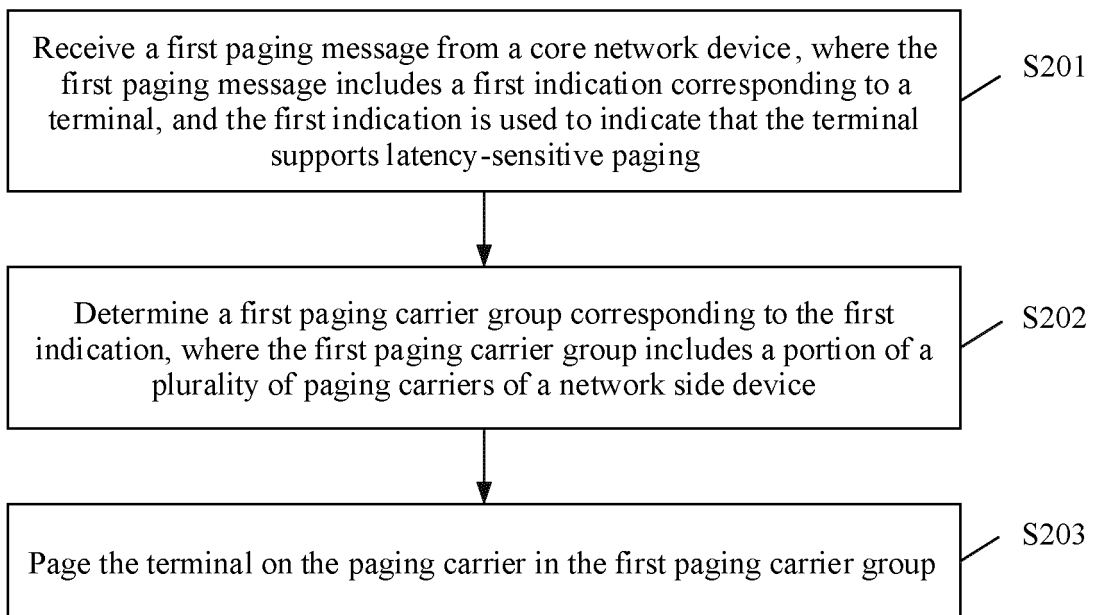 Receive a first paging message from a core network device, where the
first paging message includes a first indication corresponding to a
terminal, and the first indication is used to indicate that the terminal
supports latency-sensitive paging
S201
Determine a first paging carrier group corresponding to the first
indication, where the first paging carrier group includes a portion of a
plurality of paging carriers of a network side device
S202
Page the terminal on the paging carrier in the first paging carrier group
S203